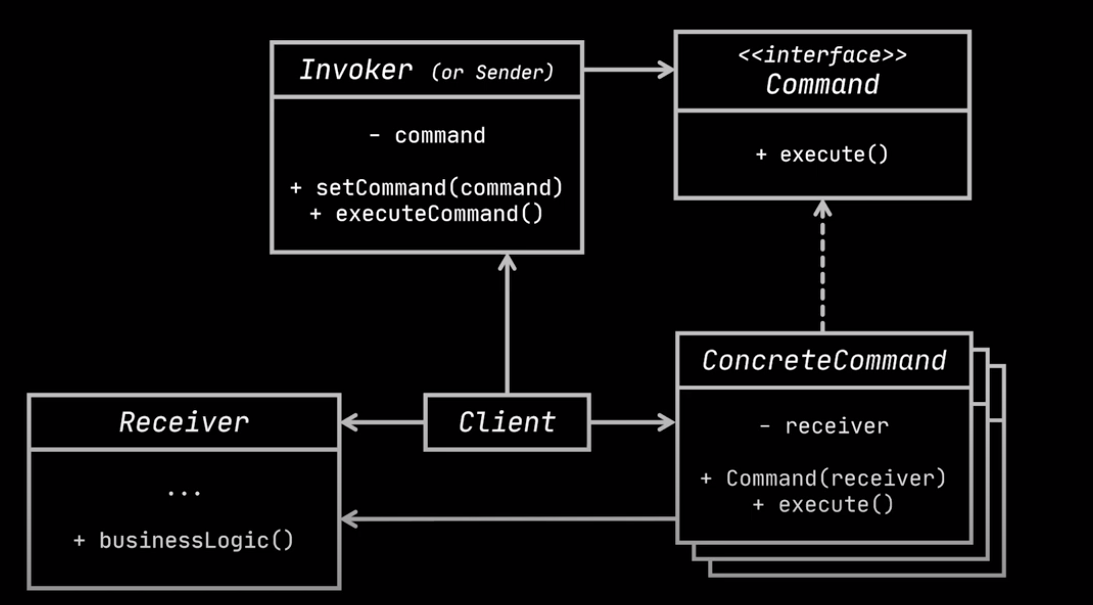 Invoker (or Sender)
- command
+ setCommand(command)
+ executeCommand()
<<interface>>
Command
+ execute()
Receiver
...
+ businessLogic()
Client
ConcreteCommand
- receiver
+ Command(receiver)
+ execute()